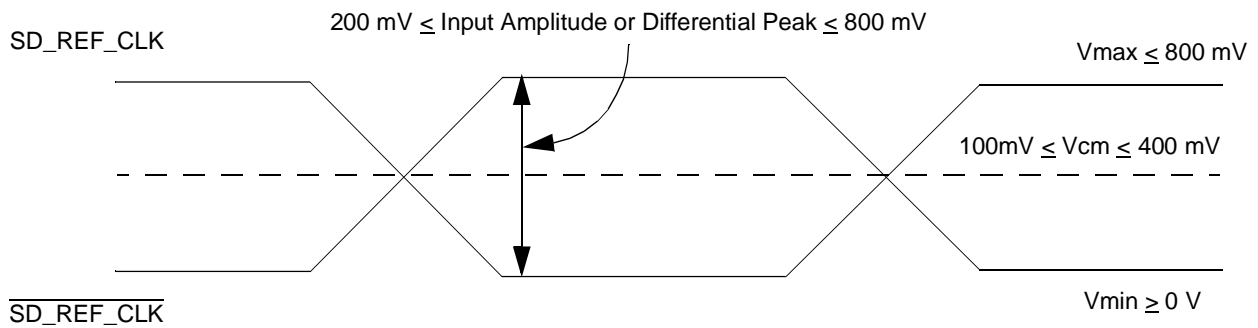 200 mV ≤ Input Amplitude or Differential Peak ≤ 800 mV
SD_REF_CLK
Vmax ≤ 800 mV
100mV ≤ Vcm ≤ 400 mV
Vmin ≥ 0 V
SD_REF_CLK